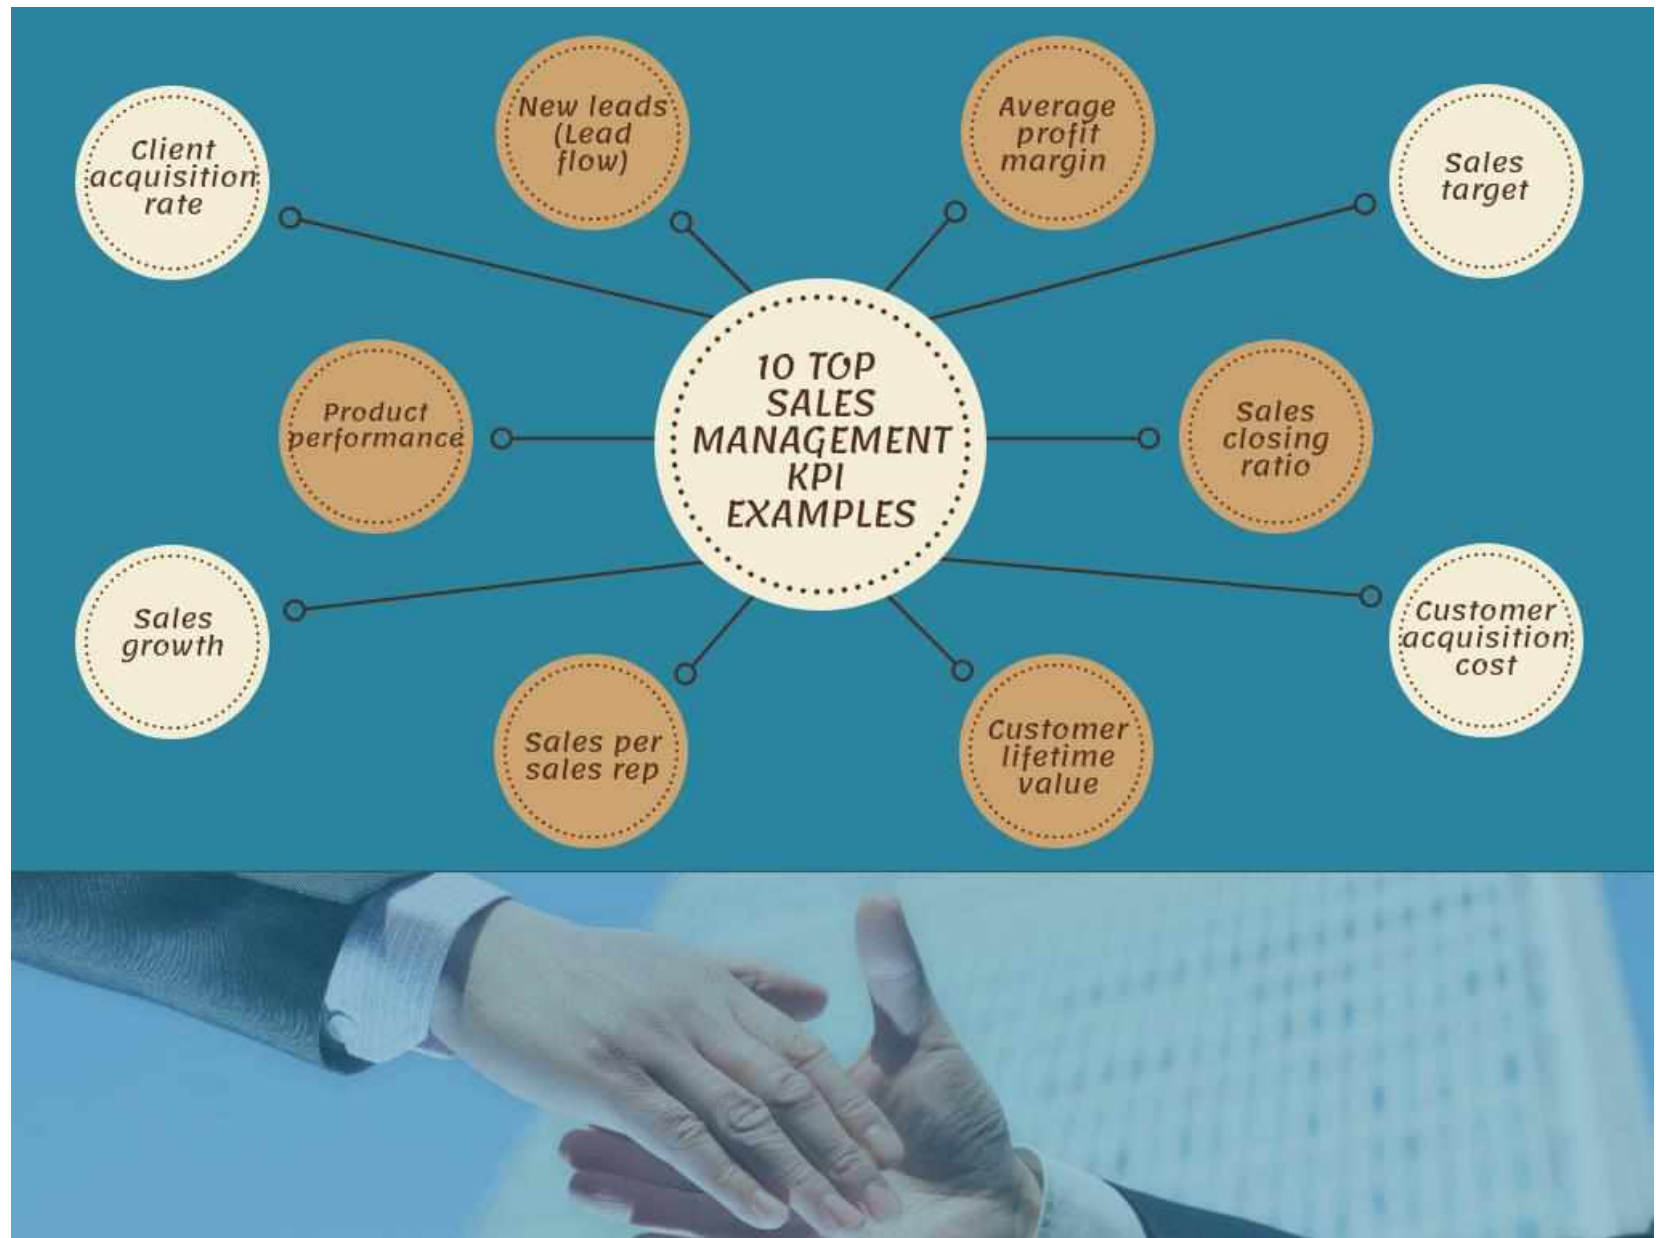 New leads
(Lead
flow)
Average
profit
margin
Client
acquisition
rate
Sales
target
10 TOP
SALES
MANAGEMENT
KPI
EXAMPLES
Product
performance
Sales
closing
ratio
Sales
growth
Customer
acquisition
cost
Sales per
sales rep
Customer
lifetime
value